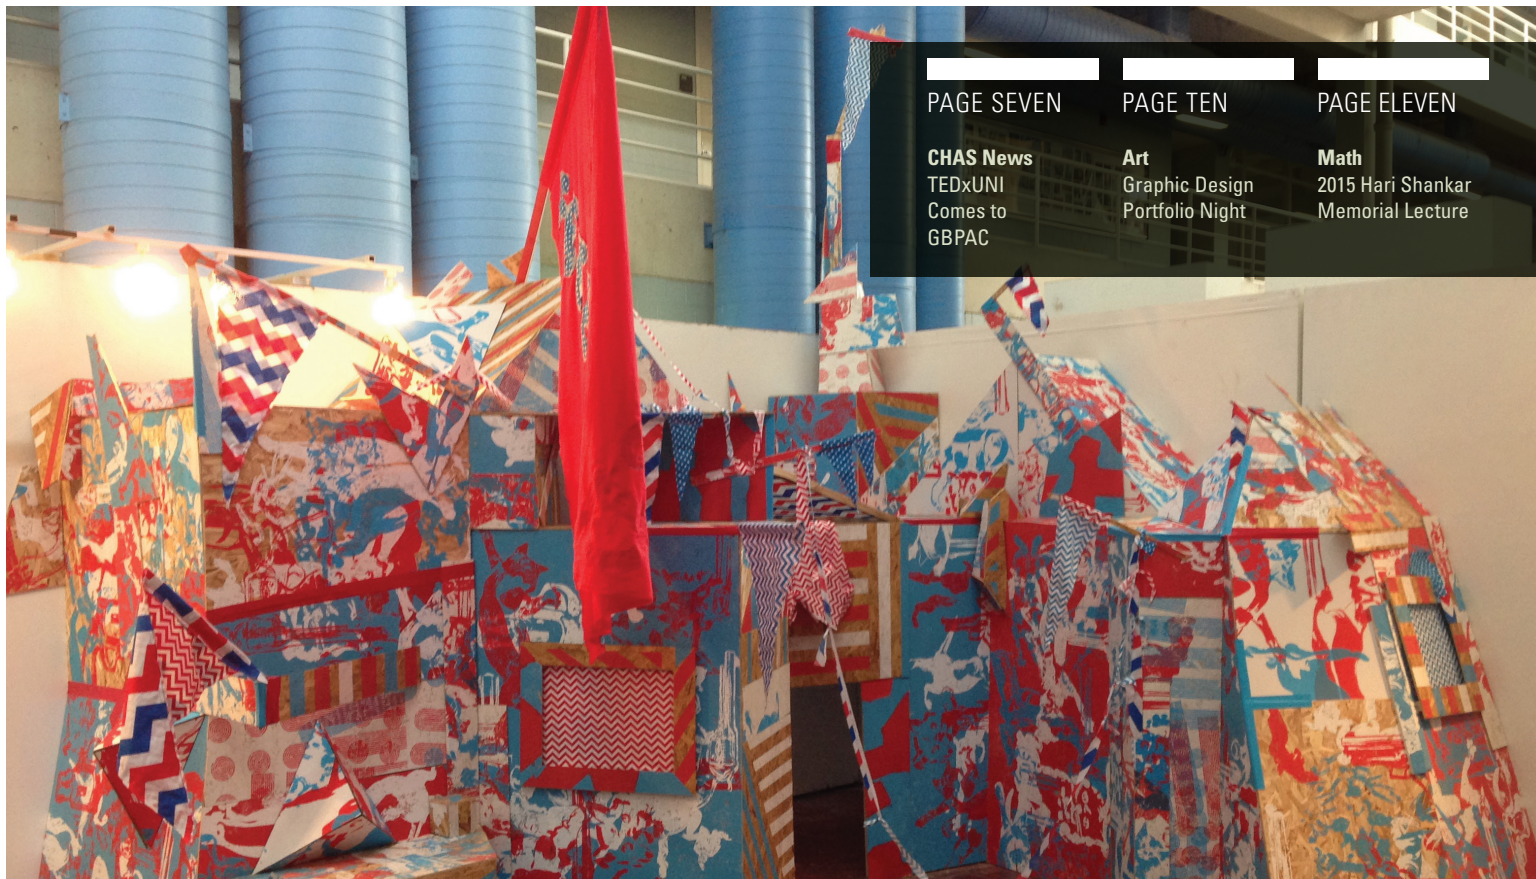 PAGE SEVEN
CHAS News
TEDxUNI
Comes to
GBPAC
PAGE TEN
Art
Graphic Design
Portfolio Night
PAGE ELEVEN
Math
2015 Hari Shankar
Memorial Lecture